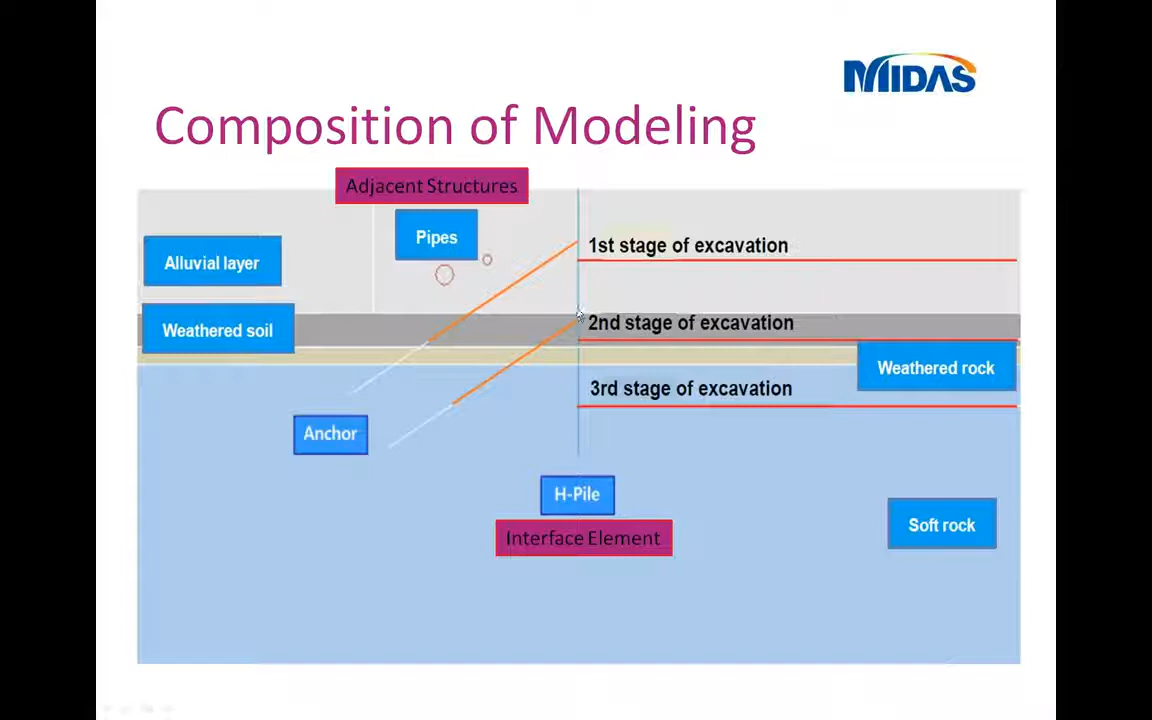 MIDAS
Composition of Modeling
Adjacent Structures
Pipes
1st stage of excavation
Alluvial layer
Weathered soil
2nd stage of excavation
Weathered rock
3rd stage of excavation
Anchor
H-Pile
Soft rock
Interface Element